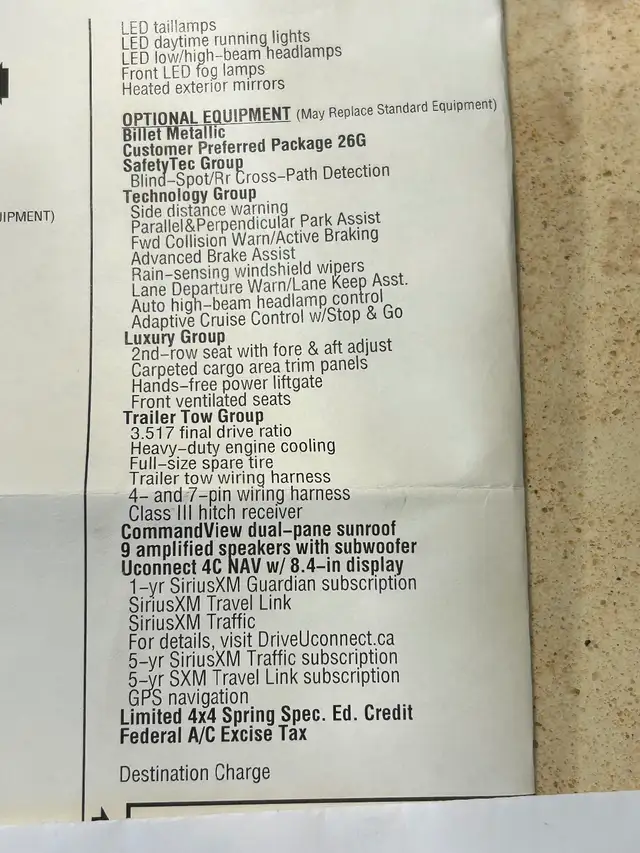 LED taillamps
LED daytime running lights
LED low/high-beam headlamps
Front LED fog lamps
Heated exterior mirrors
OPTIONAL EQUIPMENT (May Replace Standard Equipment)
Billet Metallic
Customer Preferred Package 26G
SafetyTec Group
Blind-Spot/Rr Cross-Path Detection
Technology Group
Side distance warning
Parallel&Perpendicular Park Assist
Fwd Collision Warn/Active Braking
Advanced Brake Assist
Rain-sensing windshield wipers
Lane Departure Warn/Lane Keep Asst.
Auto high-beam headlamp control
Adaptive Cruise Control w/Stop & Go
Luxury Group
2nd-row seat with fore & aft adjust
Carpeted cargo area trim panels
Hands-free power liftgate
Front ventilated seats
Trailer Tow Group
3.517 final drive ratio
Heavy-duty engine cooling
Full-size spare tire
Trailer tow wiring harness
4- and 7-pin wiring harness
Class III hitch receiver
CommandView dual-pane sunroof
9 amplified speakers with subwoofer
Uconnect 4C NAV w/ 8.4-in display
1-yr SiriusXM Guardian subscription
SiriusXM Travel Link
SiriusXM Traffic
For details, visit DriveUconnect.ca
5-yr SiriusXM Traffic subscription
5-yr SXM Travel Link subscription
GPS navigation
Limited 4x4 Spring Spec. Ed. Credit
Federal A/C Excise Tax
Destination Charge